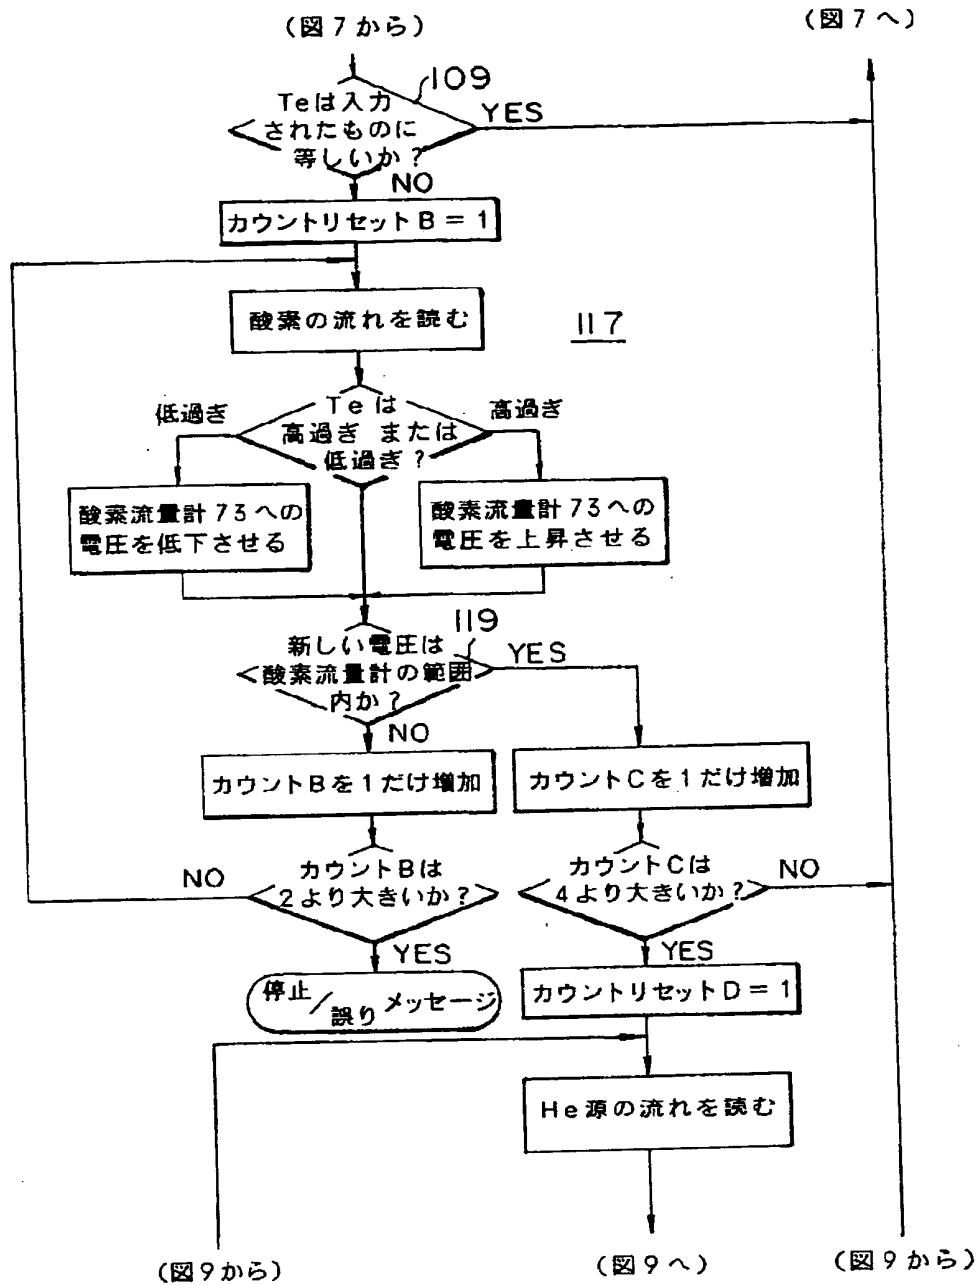 (図7から)
(図7へ)
109
Teは入力
されたものに
等しいか?
YES
NO
カウントリセットB=1
酸素の流れを読む
117
低過ぎ
Teは
高過ぎ または
低過ぎ?
高過ぎ
酸素流量計73への
電圧を低下させる
酸素流量計73への
電圧を上昇させる
119
新しい電圧は
酸素流量計の範囲
内か?
YES
NO
カウントBを1だけ増加
カウントCを1だけ増加
NO
カウントBは
2より大きいか?
カウントCは
4より大きいか?
NO
YES
YES
停止/誤りメッセージ
カウントリセットD=1
He源の流れを読む
(図9から)
(図9へ)
(図9から)